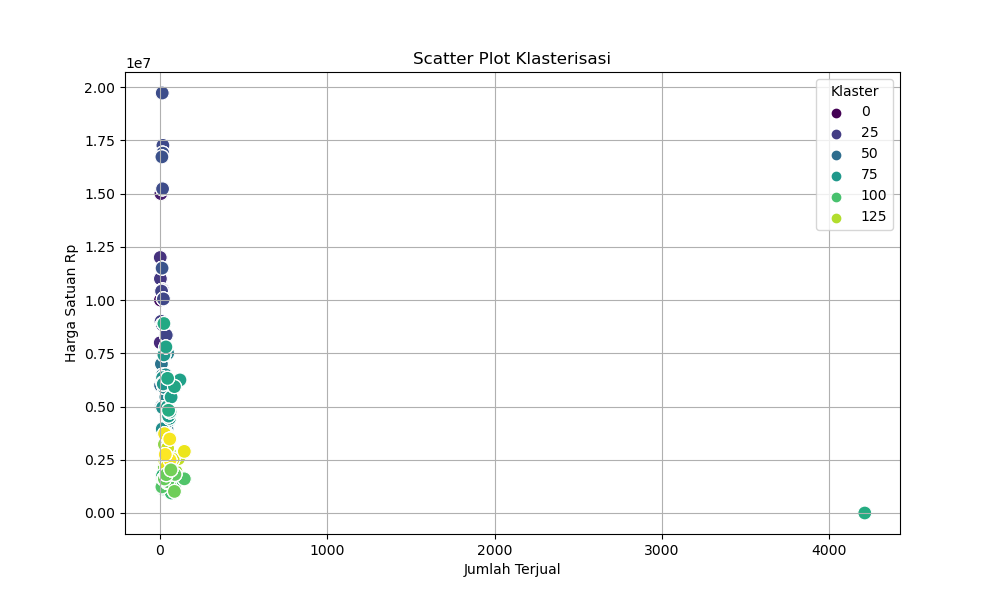 Scatter Plot Klasterisasi
1e7
2.00
1.75
1.50
1.25
1.00
0.75
0.50
0.25
0.00
Harga Satuan Rp
0 1000 2000 3000 4000
Jumlah Terjual
Klaster
0
25
50
75
100
125